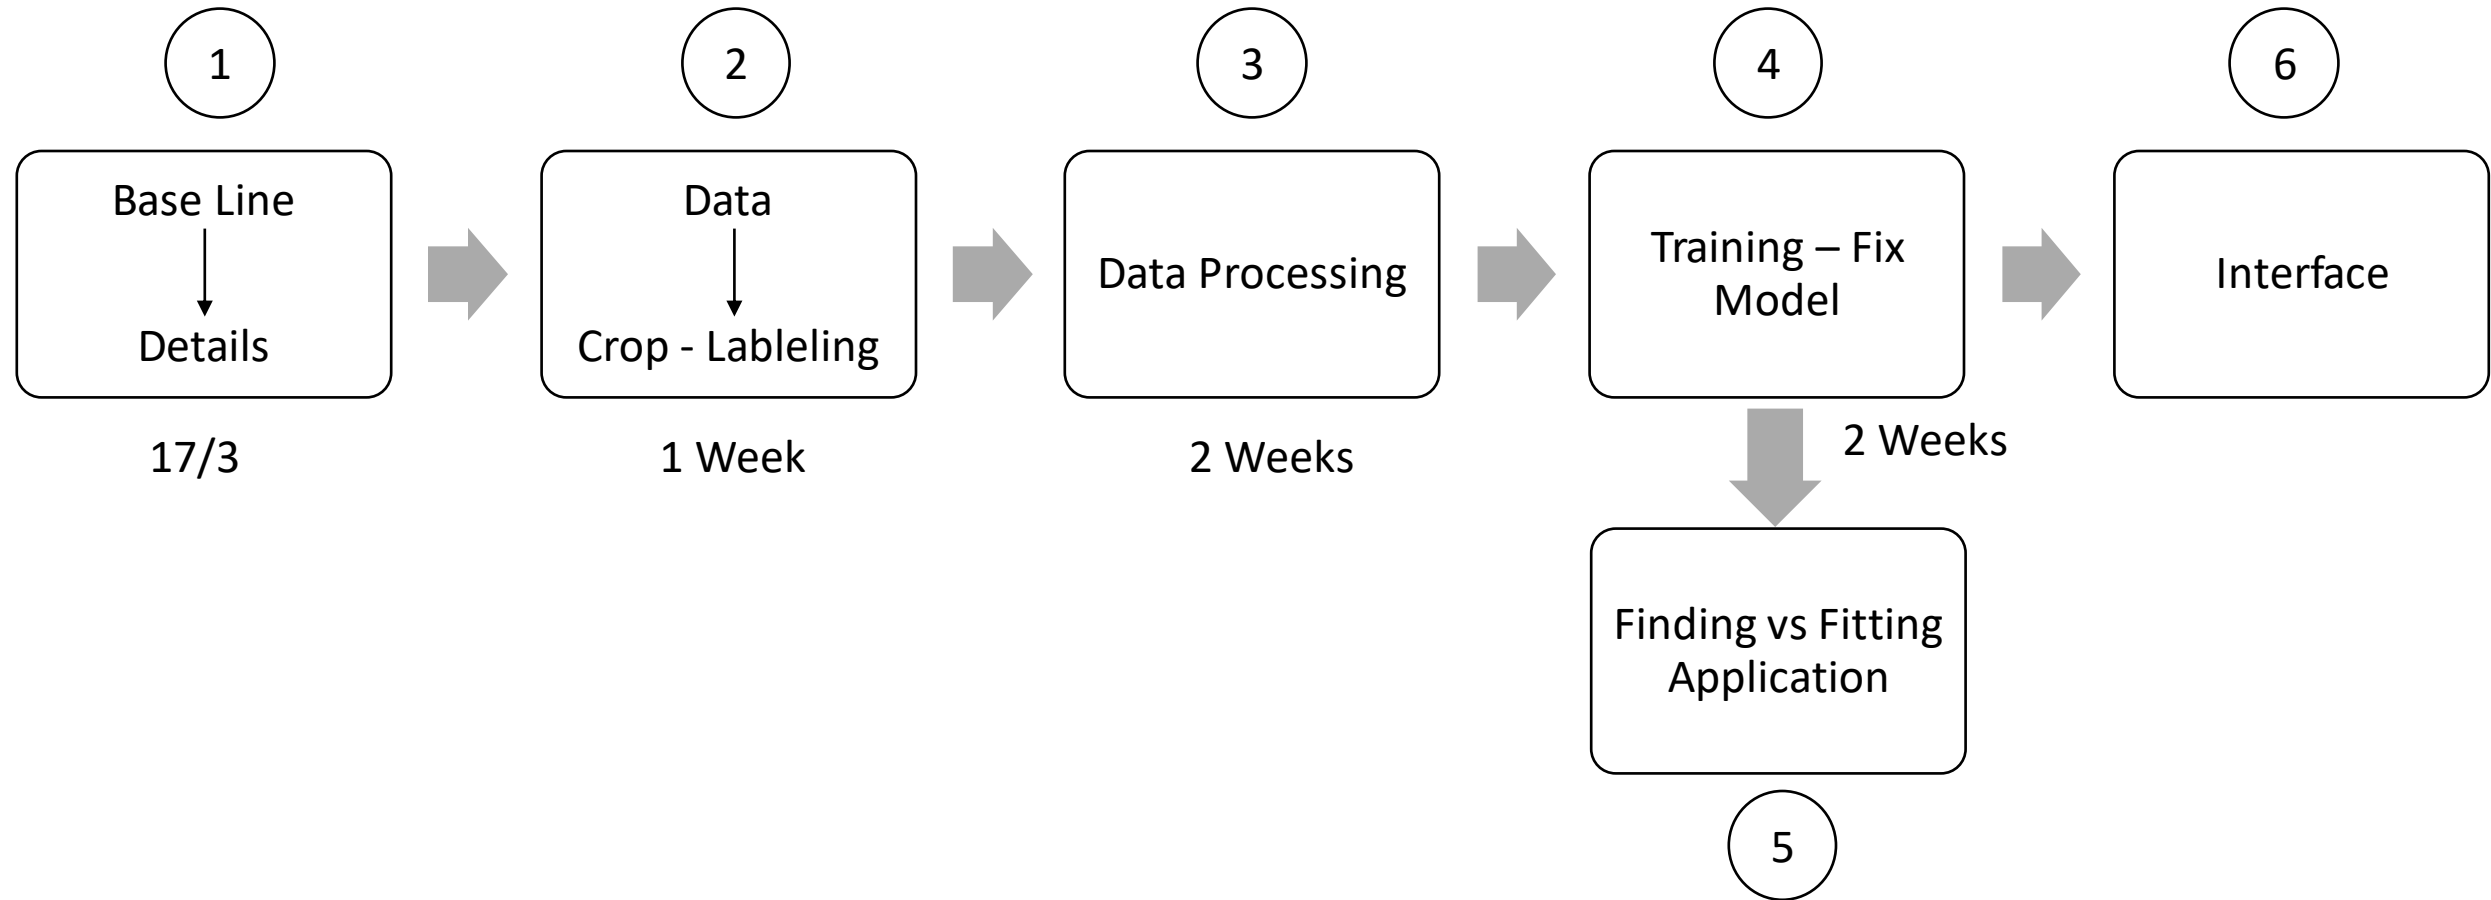 1
2
3
4
6
Base Line
Details
Data
Crop - Lableling
Data Processing
Training – Fix
Model
Interface
17/3
1 Week
2 Weeks
2 Weeks
Finding vs Fitting
Application
5